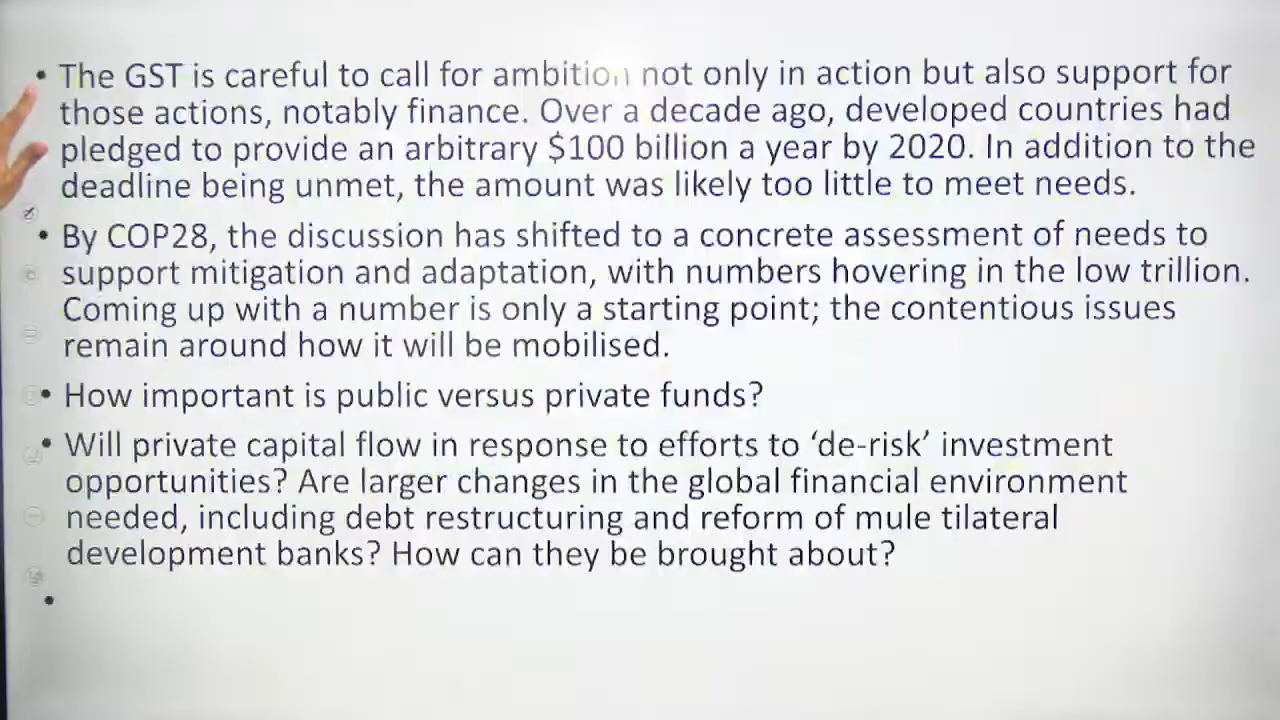 • The GST is careful to call for ambition not only in action but also support for
those actions, notably finance. Over a decade ago, developed countries had
pledged to provide an arbitrary $100 billion a year by 2020. In addition to the
deadline being unmet, the amount was likely too little to meet needs.
• By COP28, the discussion has shifted to a concrete assessment of needs to
support mitigation and adaptation, with numbers hovering in the low trillion.
Coming up with a number is only a starting point; the contentious issues
remain around how it will be mobilised.
• How important is public versus private funds?
• Will private capital flow in response to efforts to ‘de-risk’ investment
opportunities? Are larger changes in the global financial environment
needed, including debt restructuring and reform of mule tilateral
development banks? How can they be brought about?
•